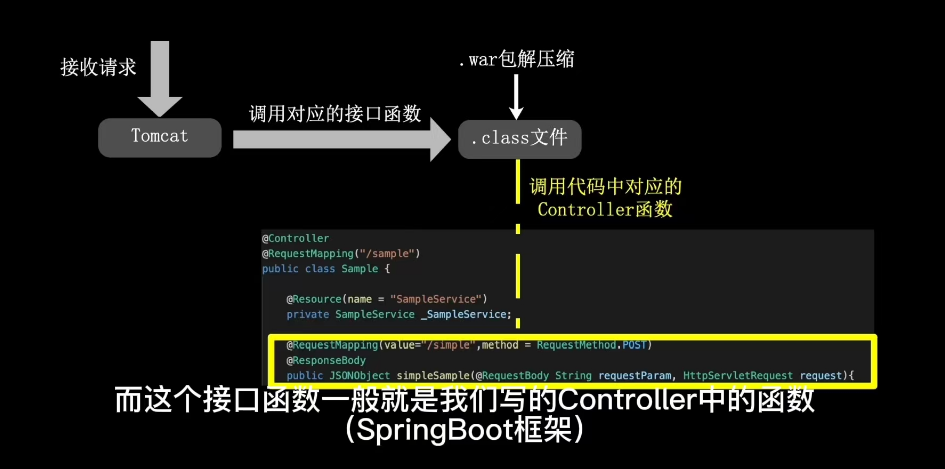 接收请求
.war包解压缩
调用对应的接口函数
Tomcat
.class文件
调用代码中对应的
Controller函数
@Controller
@RequestMapping("/sample")
public class Sample {
@Resource(name = "SampleService")
private SampleService _SampleService;
@RequestMapping(value="/simple",method = RequestMethod.POST)
@ResponseBody
public JSONObject simpleSample(@RequestBody String requestParam, HttpServletRequest request){
而这个接口函数一般就是我们写的Controller中的函数
（SpringBoot框架）